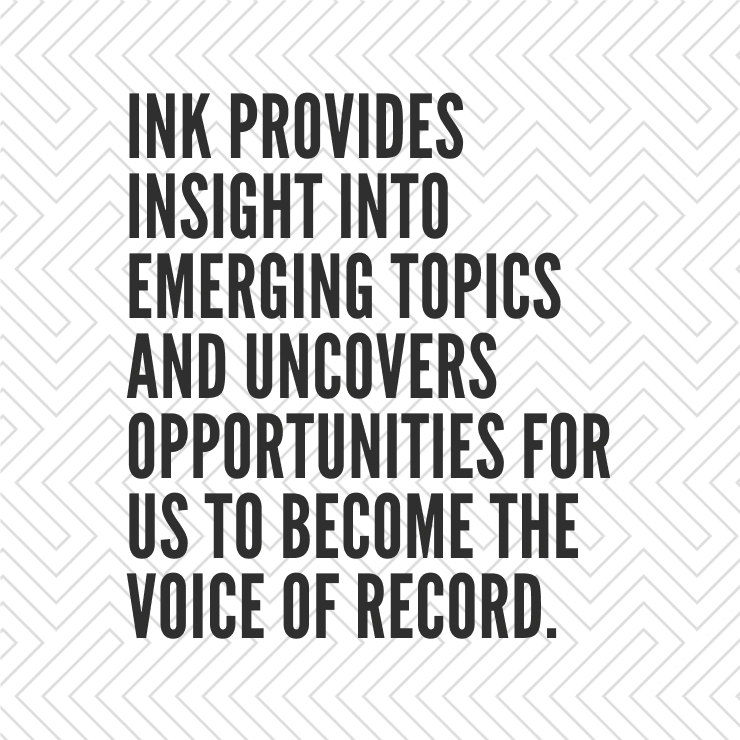 INK PROVIDES
INSIGHT INTO
EMERGING TOPICS
AND UNCOVERS
OPPORTUNITIES FOR
US TO BECOME THE
VOICE OF RECORD.